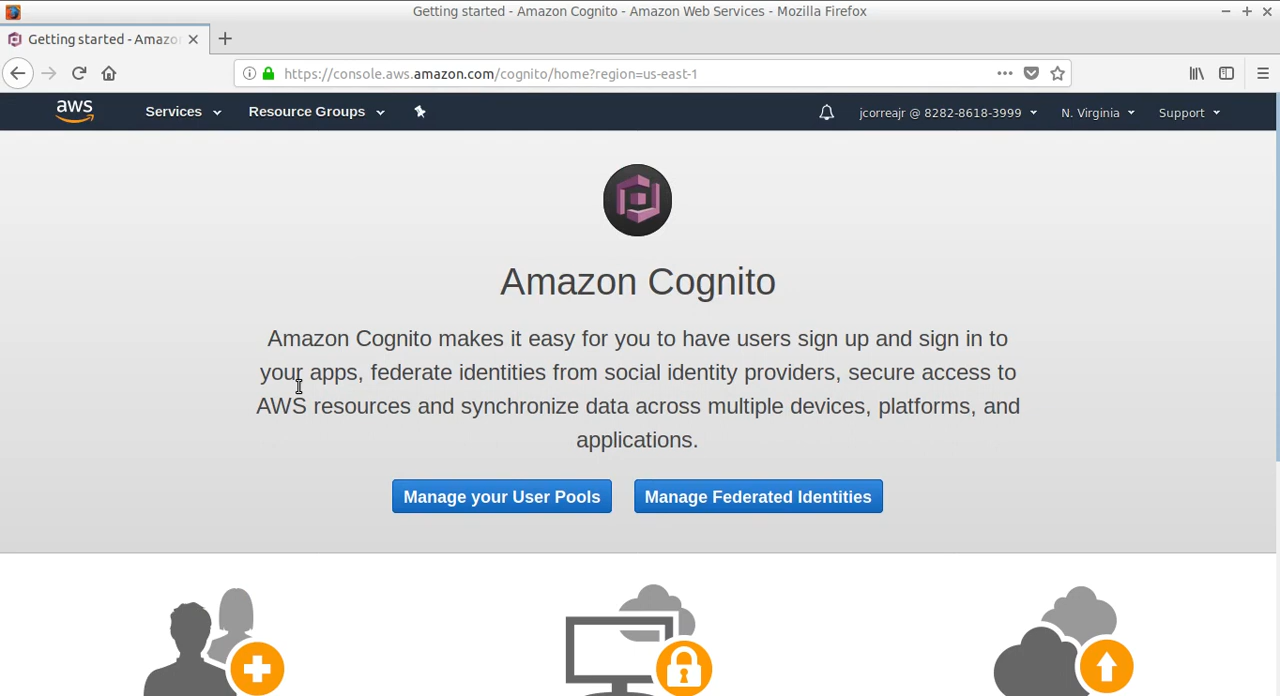 Getting started - Amazon Cognito - Amazon Web Services - Mozilla Firefox
Getting started - Amazo
https://console.aws.amazon.com/cognito/home?region=us-east-1
aws
Services
Resource Groups
jcorreajr @ 8282-8618-3999
N. Virginia
Support
Amazon Cognito
Amazon Cognito makes it easy for you to have users sign up and sign in to
your apps, federate identities from social identity providers, secure access to
AWS resources and synchronize data across multiple devices, platforms, and
applications.
Manage your User Pools
Manage Federated Identities